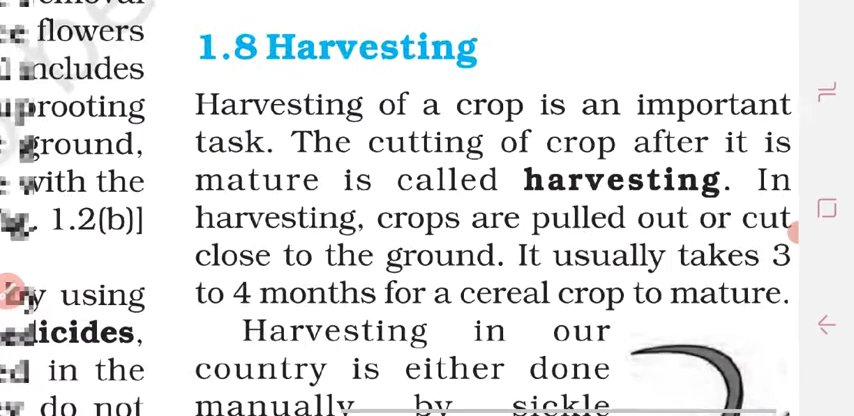 flowers
includes
uprooting
ground,
with the
1.2(b)]
by using
do not
in the
1.8 Harvesting
Harvesting of a crop is an important
task. The cutting of crop after it is
mature is called harvesting. In
harvesting, crops are pulled out or cut
close to the ground. It usually takes 3
to 4 months for a cereal crop to mature.
Harvesting in our
country is either done
manually by sickle